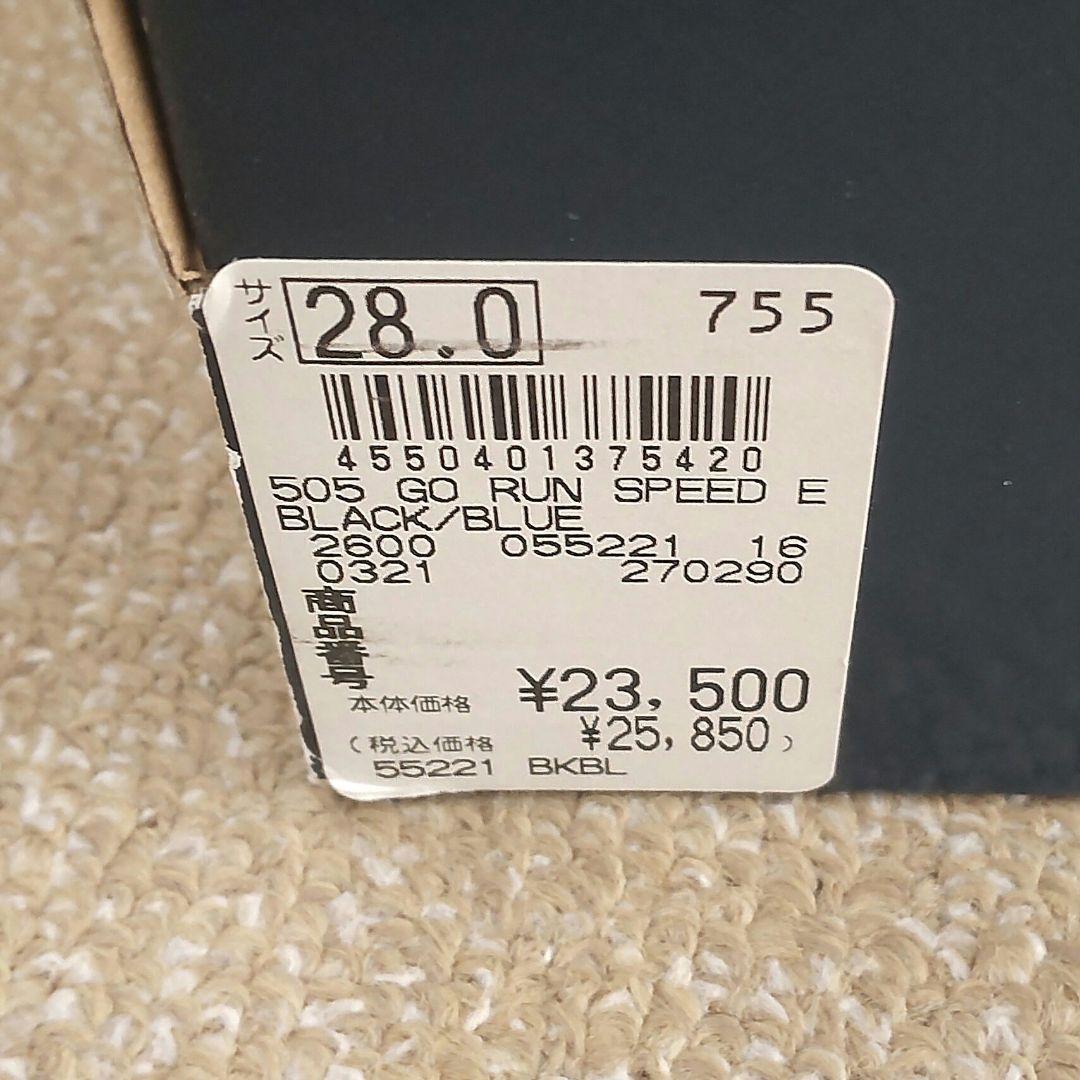 サイズ 28.0 755
4550401375420
505 GO RUN SPEED E
BLACK/BLUE
2600 055221 16
0321 270290
商品番号
本体価格 ¥23,500
(税込価格 ¥25,850)
55221 BKBL